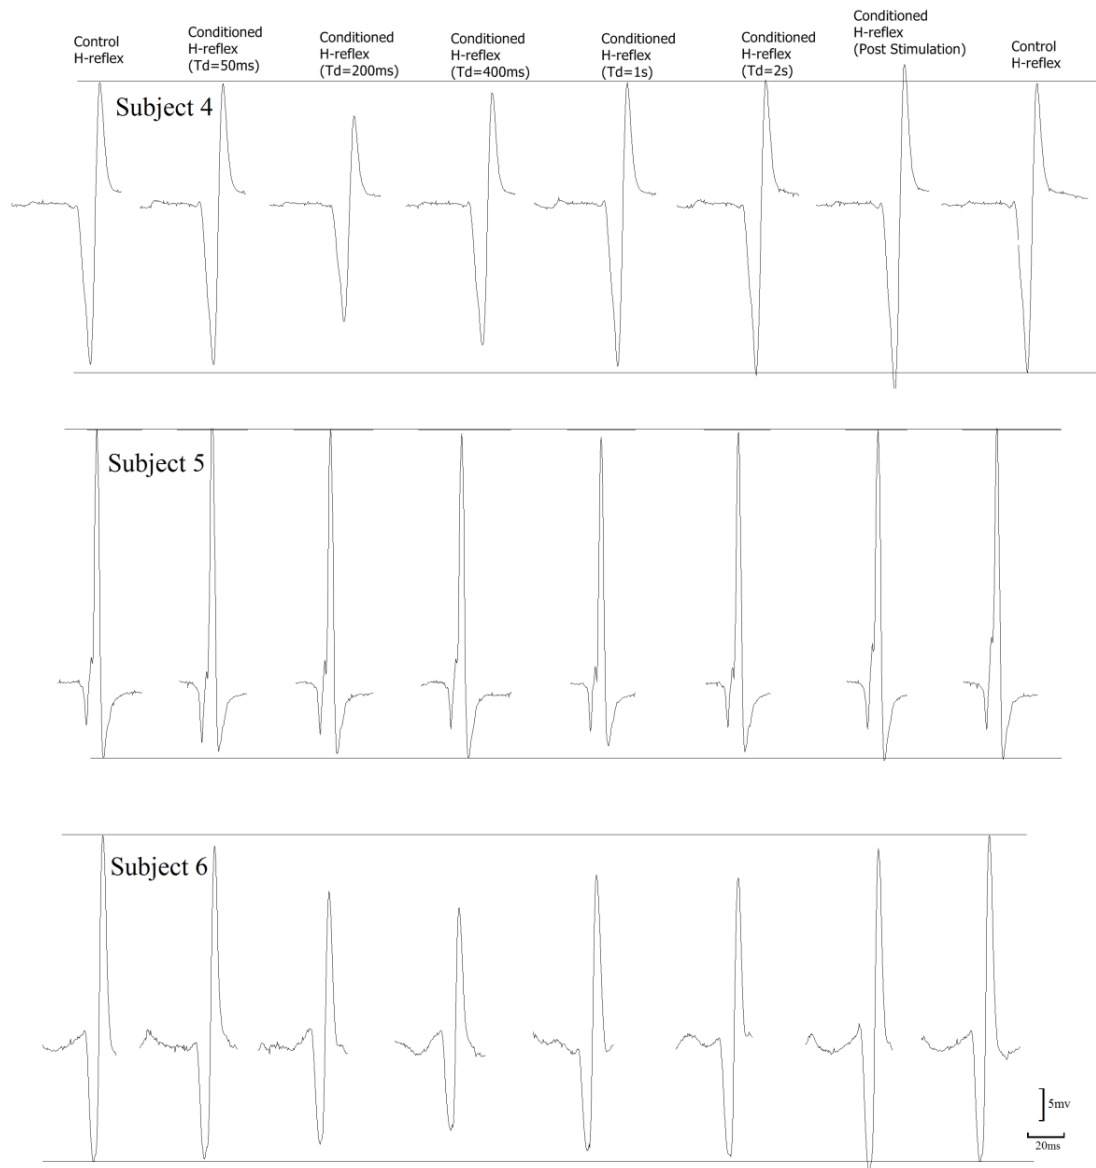 Control
H-reflex
Conditioned
H-reflex
(Td=50ms)
Conditioned
H-reflex
(Td=200ms)
Conditioned
H-reflex
(Td=400ms)
Conditioned
H-reflex
(Td=1s)
Conditioned
H-reflex
(Td=2s)
Conditioned
H-reflex
(Post Stimulation)
Control
H-reflex
Subject 4
Subject 5
Subject 6
5mv
20ms